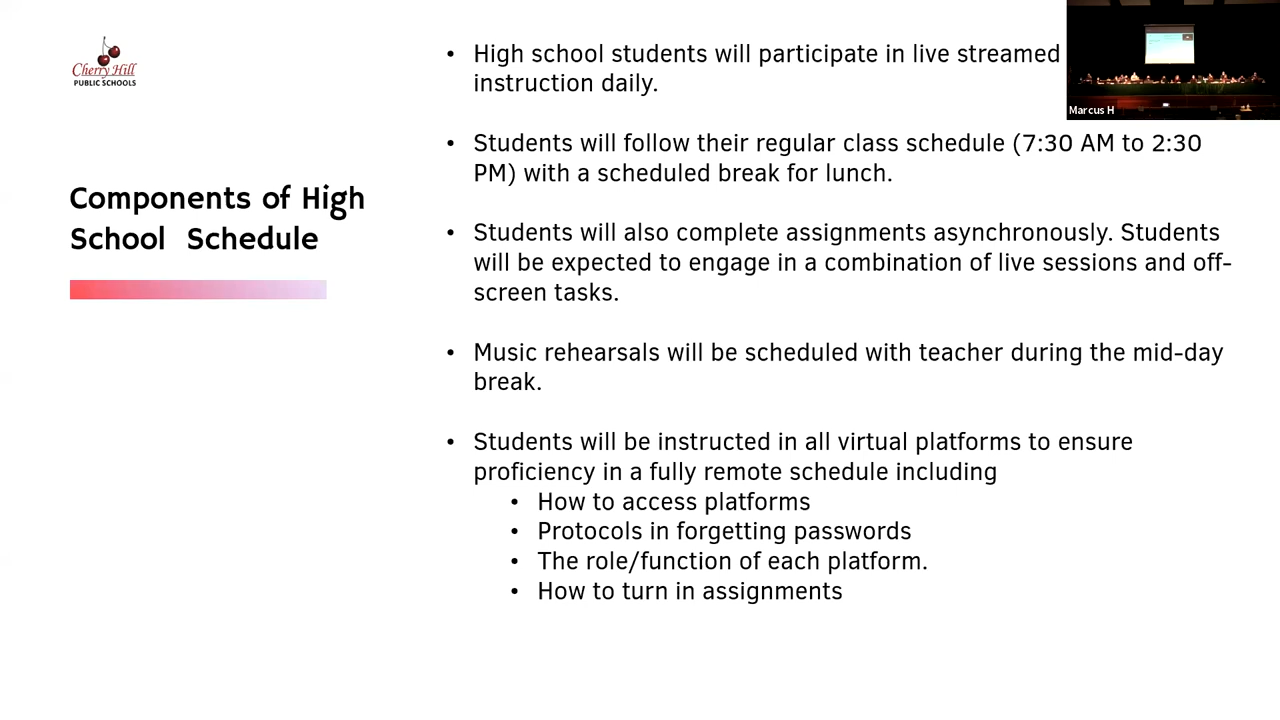 Cherry Hill
PUBLIC SCHOOLS
Components of High
School Schedule
• High school students will participate in live streamed
instruction daily.
• Students will follow their regular class schedule (7:30 AM to 2:30
PM) with a scheduled break for lunch.
• Students will also complete assignments asynchronously. Students
will be expected to engage in a combination of live sessions and off-
screen tasks.
• Music rehearsals will be scheduled with teacher during the mid-day
break.
• Students will be instructed in all virtual platforms to ensure
proficiency in a fully remote schedule including
• How to access platforms
• Protocols in forgetting passwords
• The role/function of each platform.
• How to turn in assignments
Marcus H